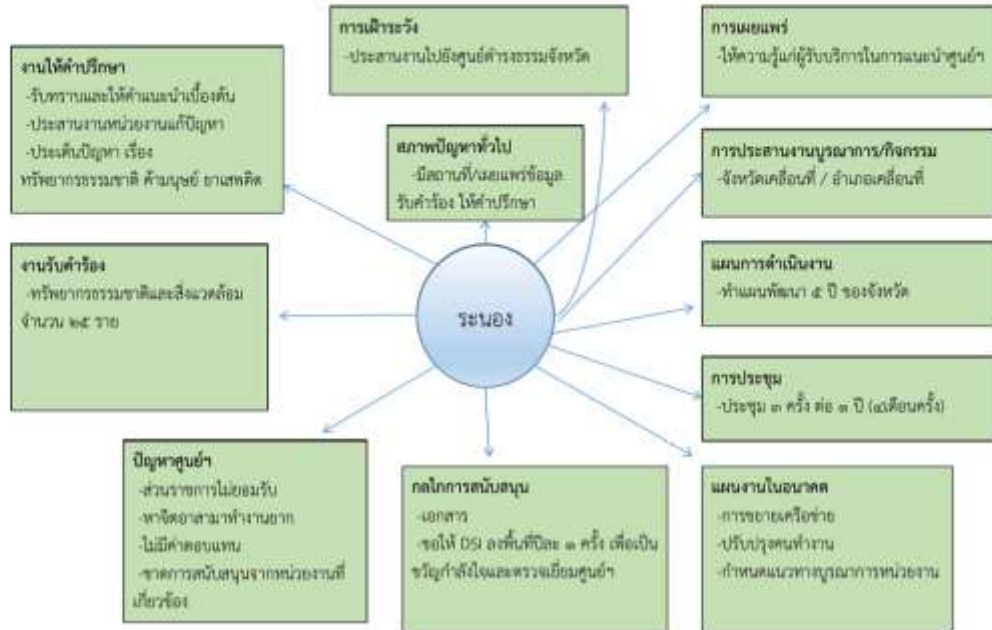 การเฝ้าระวัง
-ประสานงานไปยังศูนย์ดำรงธรรมจังหวัด
การเผยแพร่
-ให้ความรู้แก่ผู้รับบริการในการแนะนำศูนย์ฯ
งานให้คำปรึกษา
-รับทราบและให้คำแนะนำเบื้องต้น
-ประสานงานหน่วยงานแก้ปัญหา
-ประเด็นปัญหา เรื่อง
ทรัพยากรธรรมชาติ ค้ามนุษย์ ยาเสพติด
สภาพปัญหาทั่วไป
-มีสถานที่/เผยแพร่ข้อมูล
รับคำร้อง ให้คำปรึกษา
การประสานงานบูรณาการ/กิจกรรม
-จังหวัดเคลื่อนที่ / อำเภอเคลื่อนที่
งานรับคำร้อง
-ทรัพยากรธรรมชาติและสิ่งแวดล้อม
จำนวน ๒๕ ราย
ระนอง
แผนการดำเนินงาน
-ทำแผนพัฒนา ๕ ปี ของจังหวัด
การประชุม
-ประชุม ๓ ครั้ง ต่อ ๑ ปี (๔เดือนครั้ง)
ปัญหาศูนย์ฯ
-ส่วนราชการไม่ยอมรับ
-หาจิตอาสามาทำงานยาก
-ไม่มีค่าตอบแทน
-ขาดการสนับสนุนจากหน่วยงานที่
เกี่ยวข้อง
กลไกการสนับสนุน
-เอกสาร
-ขอให้ DSI ลงพื้นที่ปีละ ๑ ครั้ง เพื่อเป็น
ขวัญกำลังใจและตรวจเยี่ยมศูนย์ฯ
แผนงานในอนาคต
-การขยายเครือข่าย
-ปรับปรุงคนทำงาน
-กำหนดแนวทางบูรณาการหน่วยงาน